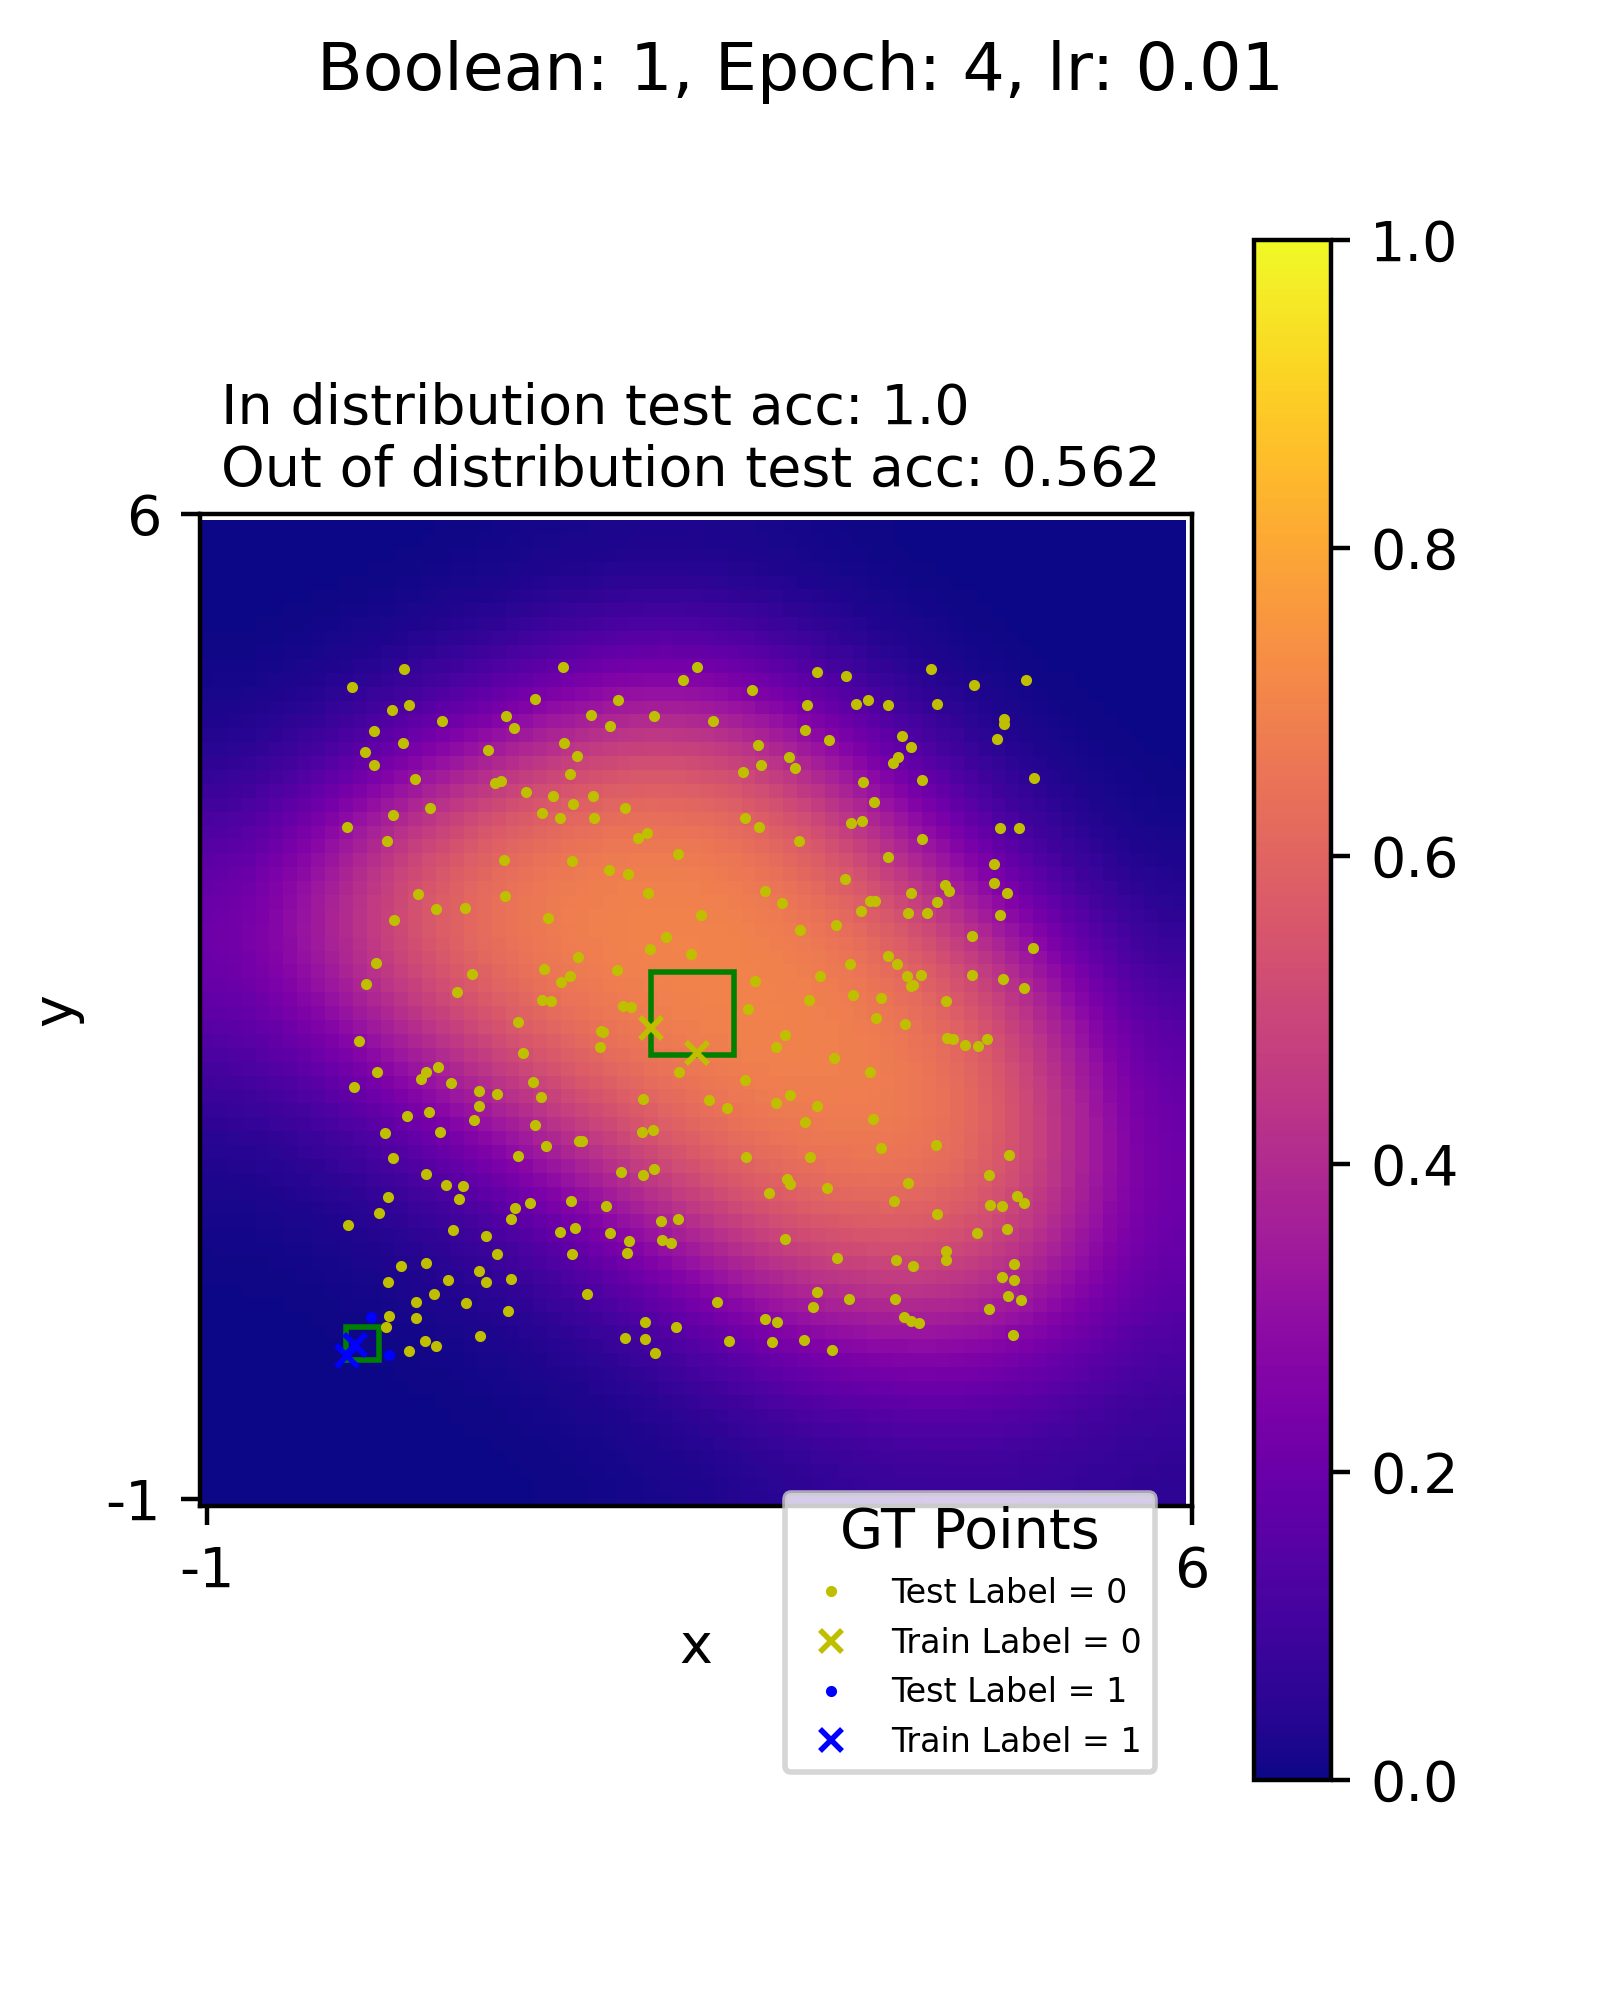 Boolean: 1, Epoch: 4, lr: 0.01
In distribution test acc: 1.0
Out of distribution test acc: 0.562
6
y
-1
-1
6
x
GT Points
Test Label = 0
Train Label = 0
Test Label = 1
Train Label = 1
1.0
0.8
0.6
0.4
0.2
0.0